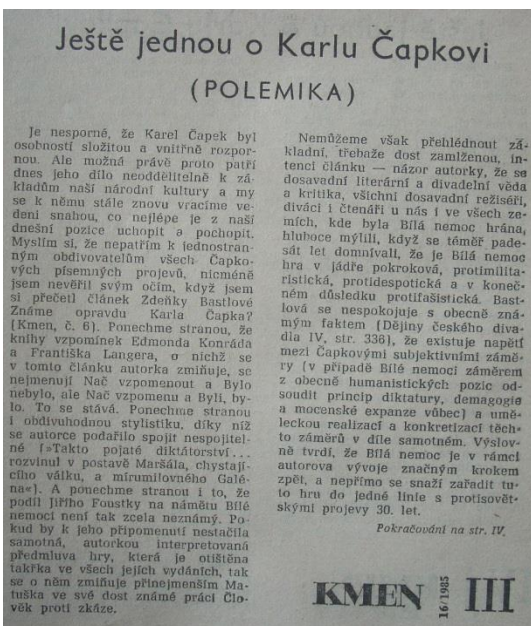 Ještě jednou o Karlu Čapkovi
(POLEMIKA)
Je nesporné, že Karel Čapek byl
osobností složitou a vnitřně rozpor-
nou. Ale možná právě proto patří
dnes jeho dílo neoddělitelně k zá-
kladům naší národní kultury a my
se k němu stále znovu vracíme ve-
deni snahou, co nejlépe je z naší
dnešní pozice uchopit a pochopit.
Myslím si, že nepatřím k jednostran-
ným obdivovatelům všech Čapko-
vých písemných projevů, nicméně
jsem nevěřil svým očím, když jsem
si přečetl článek Zdeňky Bastlové
Známe opravdu Karla Čapka?
(Kmen, č. 6). Ponechme stranou, že
knihy vzpomínek Edmonda Konráda
a Františka Langera, o nichž se
v tomto článku autorka zmiňuje, se
nejmenují Nač vzpomenout a Bylo
nebylo, ale Nač vzpomenu a Byli, by-
lo. To se stává. Ponechme stranou
i obdivuhodnou stylistiku, díky níž
se autorce podařilo spojit nespojitel-
né (»Takto pojaté diktátorství...
rozvinul v postavě Maršála, chystají-
cího válku, a mírumilovného Galé-
na«). A ponechme stranou i to, že
podíl Jiřího Foustky na námětu Bílé
nemoci není tak zcela neznámý. Po-
kud by k jeho připomenutí nestačila
samotná, autorkou interpretovaná
předmluva hry, která je otištěna
takřka ve všech jejích vydáních, tak
se o něm zmiňuje přinejmenším Ma-
tuška ve své dost známé práci Člo-
věk proti zkáze.
Nemůžeme však přehlédnout zá-
kladní, třebaže dost zamlženou, in-
tenci článku — názor autorky, že se
dosavadní literární a divadelní věda
a kritika, všichni dosavadní režiséři,
diváci i čtenáři u nás i ve všech ze-
mích, kde byla Bílá nemoc hrána,
hluboce mýlili, když se téměř pade-
sát let domnívali, že je Bílá nemoc
hra v jádře pokroková, protimilita-
ristická, protidespotická a v koneč-
ném důsledku protifašistická. Bast-
lová se nespokojuje s obecně zná-
mým faktem (Dějiny českého diva-
dla IV, str. 336), že existuje napětí
mezi Čapkovými subjektivními zámě-
ry (v případě Bílé nemoci záměrem
z obecně humanistických pozic od-
soudit princip diktatury, demagogie
a mocenské expanze vůbec) a umě-
leckou realizací a konkretizací těch-
to záměrů v díle samotném. Výslov-
ně tvrdí, že Bílá nemoc je v rámci
autorova vývoje značným krokem
zpět, a nepřímo se snaží zařadit tu-
to hru do jedné linie s protisovět-
skými projevy 30. let.
Pokračování na str. IV.
KMEN 16/1985 III